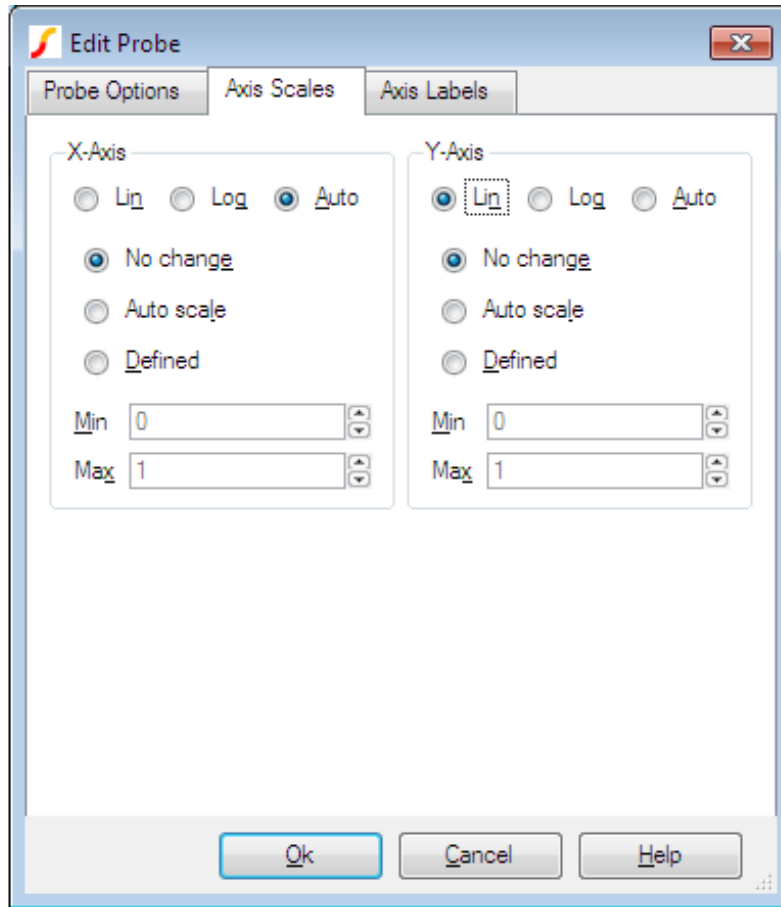 Edit Probe
Probe Options Axis Scales Axis Labels
X-Axis
Lin Log Auto
No change
Auto scale
Defined
Min 0
Max 1
Y-Axis
Lin Log Auto
No change
Auto scale
Defined
Min 0
Max 1
Ok Cancel Help